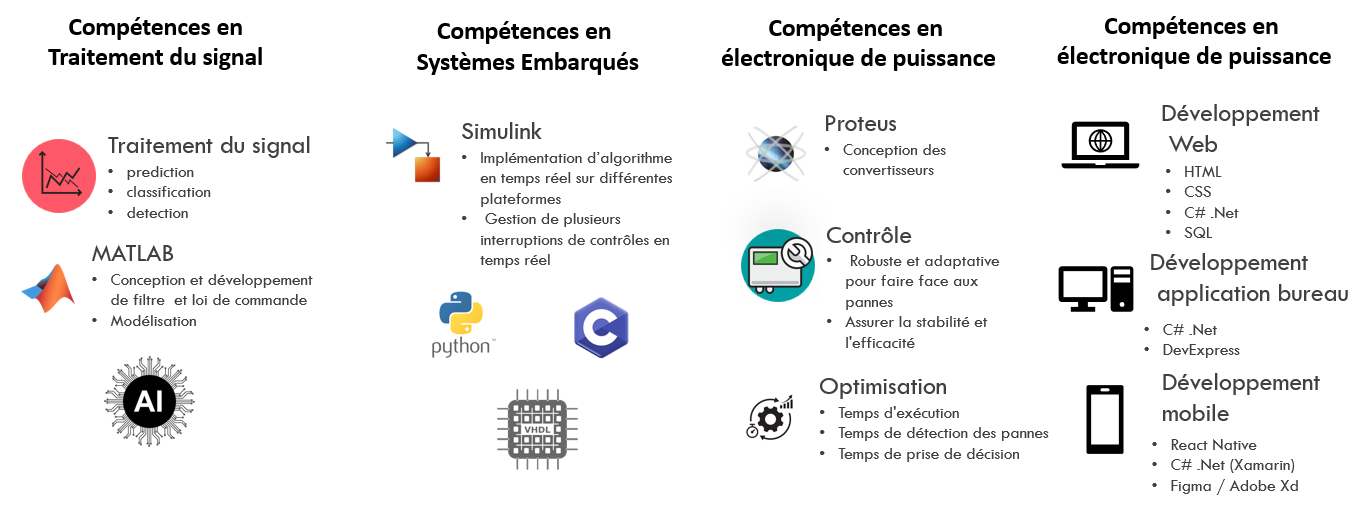 Compétences en
Traitement du signal
Traitement du signal
• prediction
• classification
• detection
MATLAB
• Conception et développement
de filtre et loi de commande
• Modélisation
AI
Compétences en
Systèmes Embarqués
Simulink
• Implémentation d'algorithme
en temps réel sur différentes
plateformes
• Gestion de plusieurs
interruptions de contrôles en
temps réel
python™
C
VHDL
Compétences en
électronique de puissance
Proteus
• Conception des
convertisseurs
Contrôle
• Robuste et adaptative
pour faire face aux
pannes
• Assurer la stabilité et
l'efficacité
Optimisation
• Temps d'exécution
• Temps de détection des pannes
• Temps de prise de décision
Compétences en
électronique de puissance
Développement
Web
• HTML
• CSS
• C# .Net
• SQL
Développement
application bureau
• C# .Net
• DevExpress
Développement
mobile
• React Native
• C# .Net (Xamarin)
• Figma / Adobe Xd